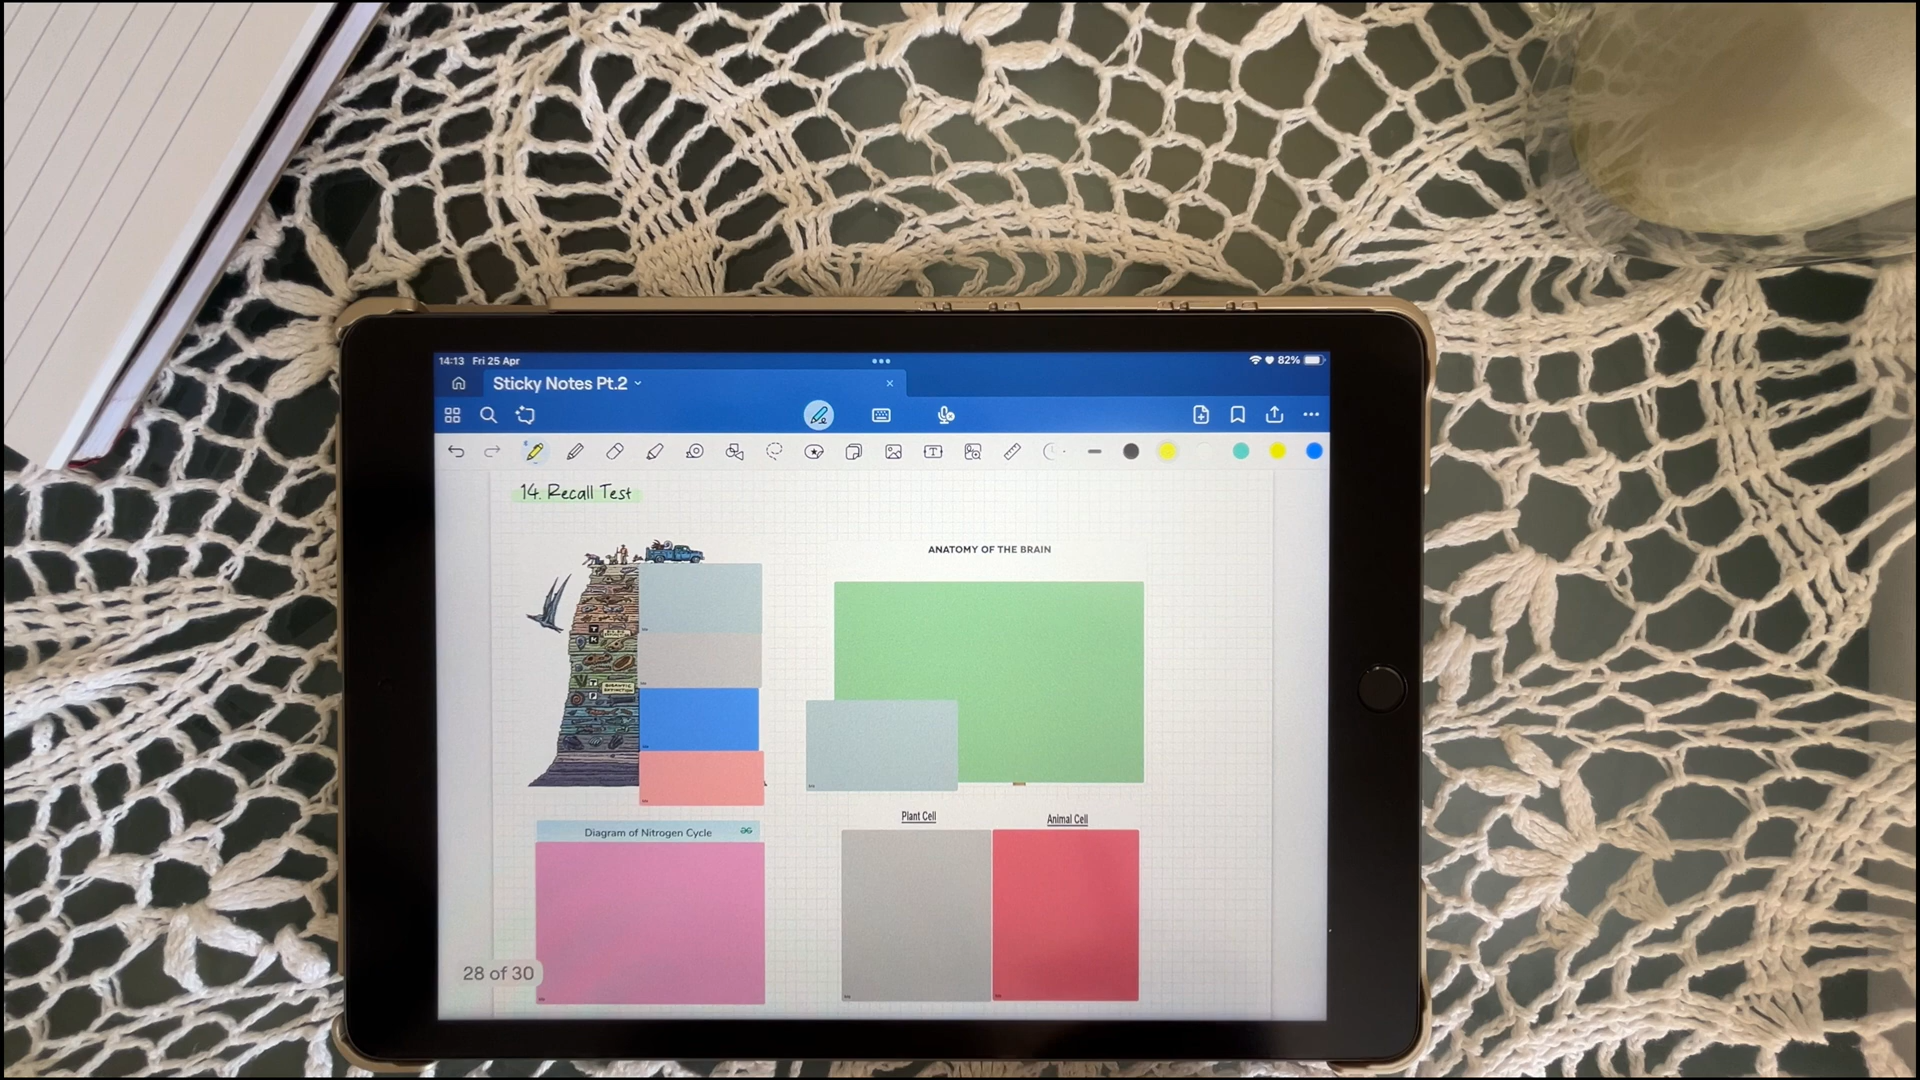 14:13 Fri 25 Apr
82%
Sticky Notes Pt.2
14. Recall Test
ANATOMY OF THE BRAIN
Plant Cell
Animal Cell
Diagram of Nitrogen Cycle
28 of 30